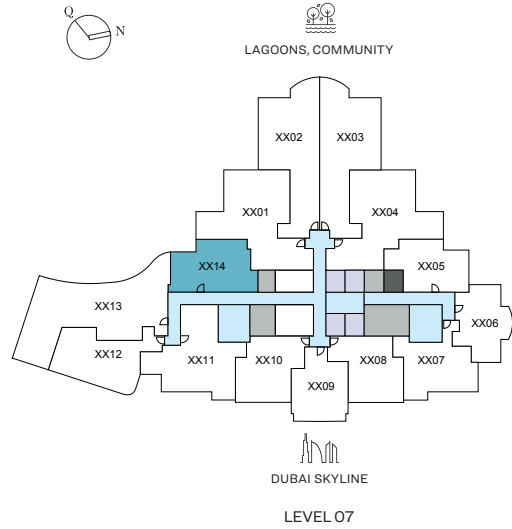 Q
N
LAGOONS, COMMUNITY
XX02
XX03
XX01
XX04
XX14
XX05
XX13
XX06
XX12
XX11
XX10
XX08
XX07
XX09
DUBAI SKYLINE
LEVEL 07